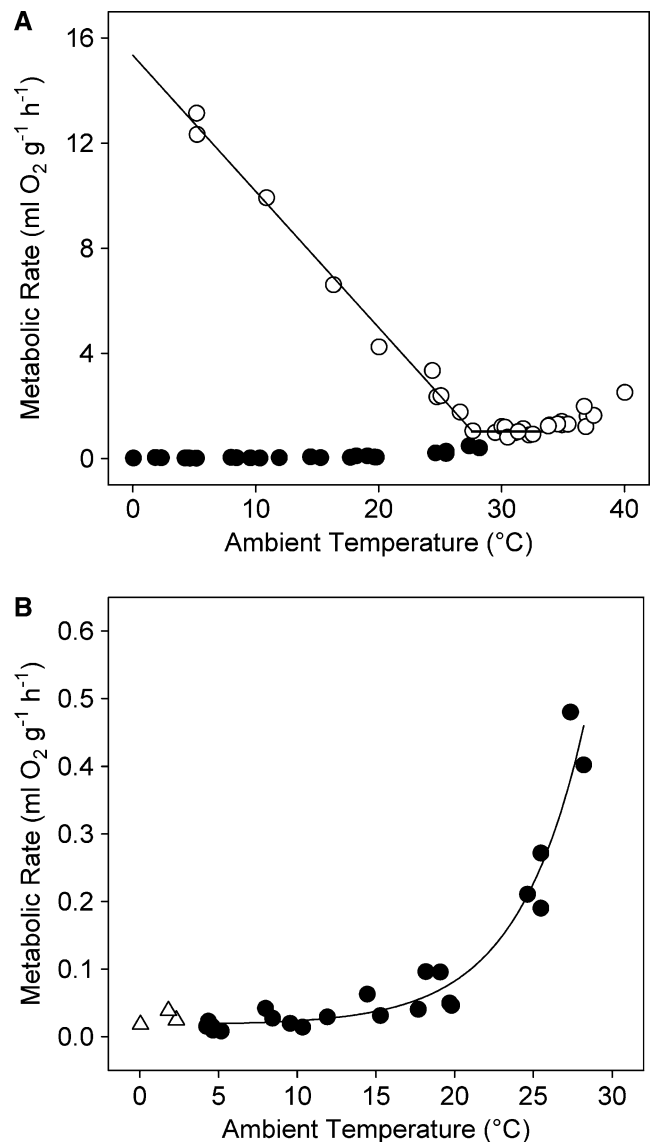 A
16
12
8
4
0
Metabolic Rate (ml O2 g-1 h-1)
0 10 20 30 40
Ambient Temperature (°C)
B
0.6
0.5
0.4
0.3
0.2
0.1
0.0
Metabolic Rate (ml O2 g-1 h-1)
0 5 10 15 20 25 30
Ambient Temperature (°C)